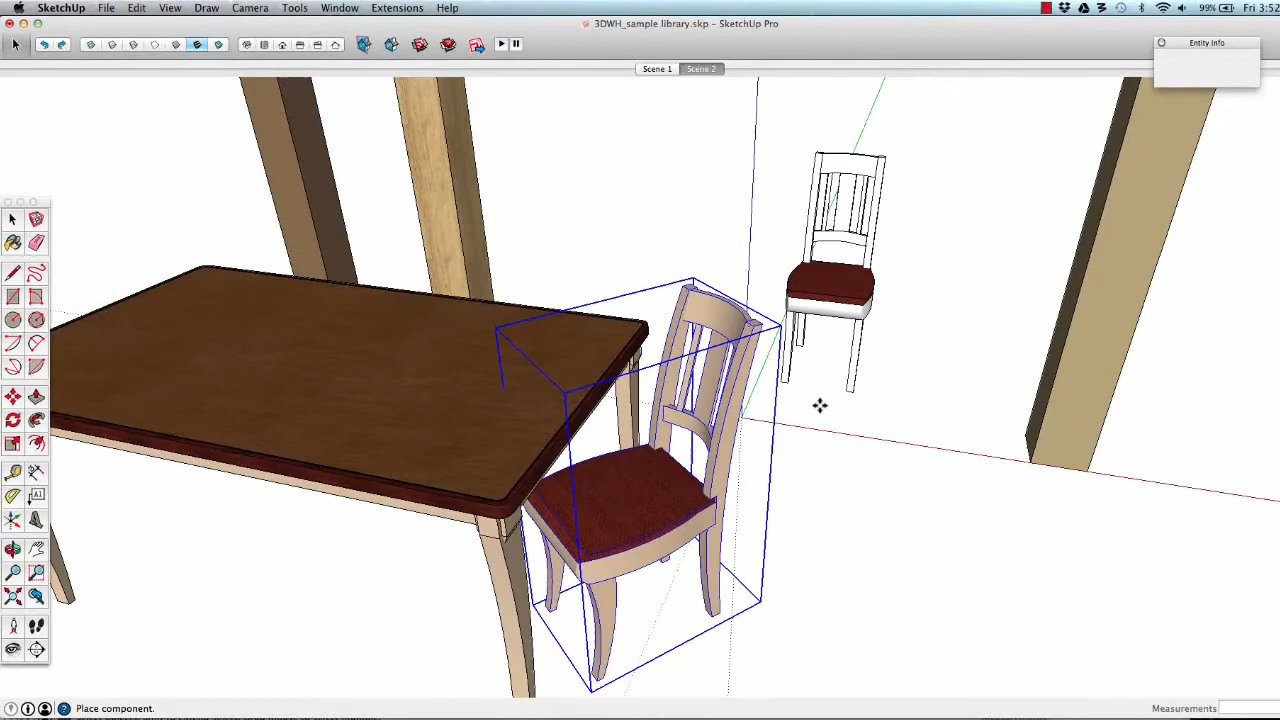 SketchUp File Edit View Draw Camera Tools Window Extensions Help 99% Fri 3:52
3DWH_sample library.skp - SketchUp Pro
Entity Info
Scene 1 Scene 2
A1
Place component. Measurements